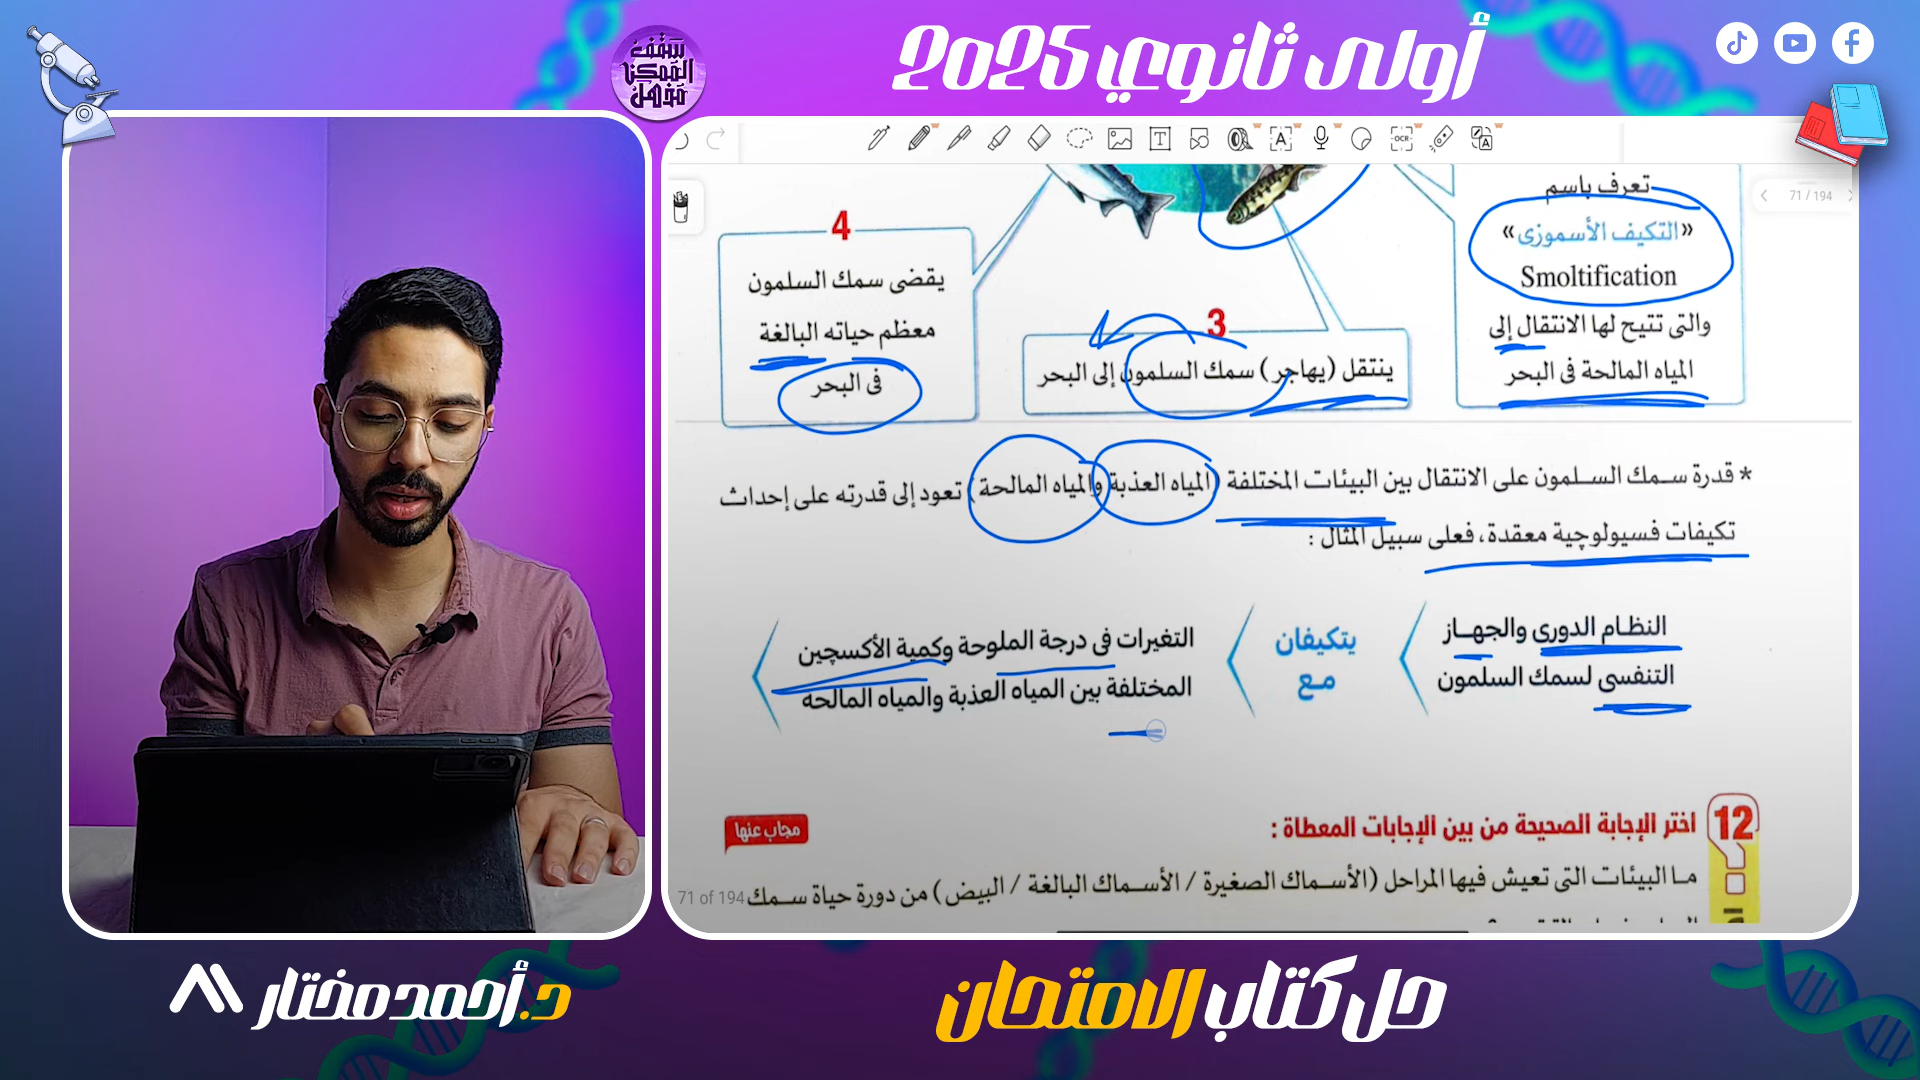 أولى ثانوي 2025
سقف
الممكن
مذهل
OCR
71 / 194
تعرف باسم
«التكيف الأسموزى»
Smoltification
والتى تتيح لها الانتقال إلى
المياه المالحة فى البحر
3
ينتقل (يهاجر) سمك السلمون إلى البحر
4
يقضى سمك السلمون
معظم حياته البالغة
فى البحر
* قدرة سمك السلمون على الانتقال بين البيئات المختلفة (المياه العذبة والمياه المالحة) تعود إلى قدرته على إحداث
تكيفات فسيولوچية معقدة، فعلى سبيل المثال :
النظام الدورى والجهاز
التنفسى لسمك السلمون
يتكيفان
مع
التغيرات فى درجة الملوحة وكمية الأكسچين
المختلفة بين المياه العذبة والمياه المالحة
12 اختر الإجابة الصحيحة من بين الإجابات المعطاة :
مجاب عنها
ما البيئات التى تعيش فيها المراحل (الأسماك الصغيرة / الأسماك البالغة / البيض) من دورة حياة سمك
71 of 194
حل كتاب الامتحان
د.أحمد مختار